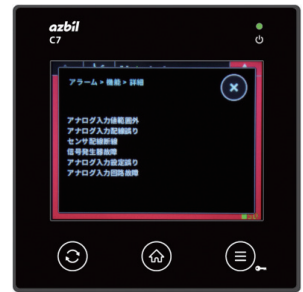 azbil
C7
アラーム > 機能 > 詳細
アナログ入力値範囲外
アナログ入力配線誤り
センサ配線断線
信号発生器故障
アナログ入力設定誤り
アナログ入力回路故障